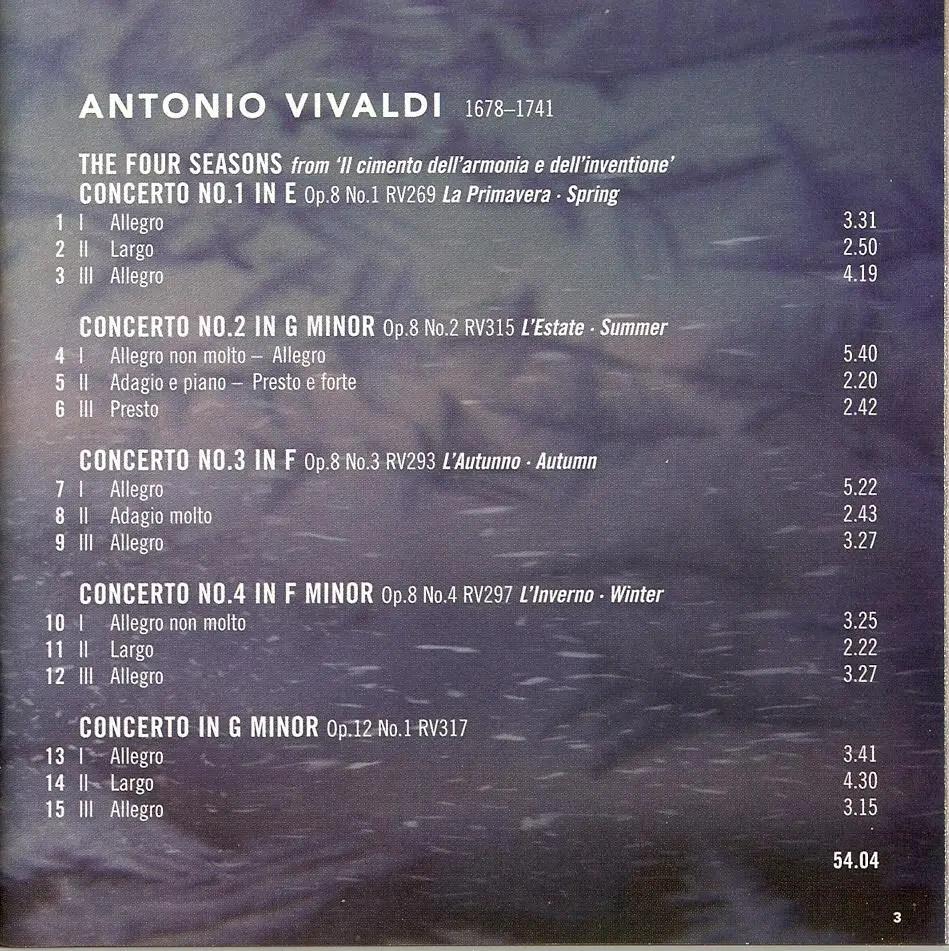 ANTONIO VIVALDI 1678–1741
THE FOUR SEASONS from ‘Il cimento dell’armonia e dell’inventione’
CONCERTO NO.1 IN E Op.8 No.1 RV269 La Primavera · Spring
1 I Allegro 3.31
2 II Largo 2.50
3 III Allegro 4.19
CONCERTO NO.2 IN G MINOR Op.8 No.2 RV315 L’Estate · Summer
4 I Allegro non molto – Allegro 5.40
5 II Adagio e piano – Presto e forte 2.20
6 III Presto 2.42
CONCERTO NO.3 IN F Op.8 No.3 RV293 L’Autunno · Autumn
7 I Allegro 5.22
8 II Adagio molto 2.43
9 III Allegro 3.27
CONCERTO NO.4 IN F MINOR Op.8 No.4 RV297 L’Inverno · Winter
10 I Allegro non molto 3.25
11 II Largo 2.22
12 III Allegro 3.27
CONCERTO IN G MINOR Op.12 No.1 RV317
13 I Allegro 3.41
14 II Largo 4.30
15 III Allegro 3.15
54.04
3